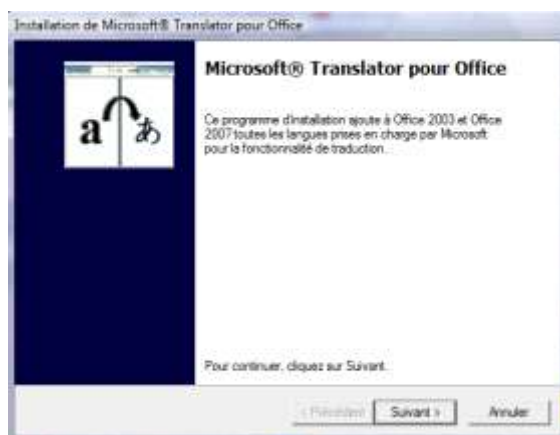 Installation de Microsoft® Translator pour Office
a あ
Microsoft® Translator pour Office
Ce programme d'installation ajoute à Office 2003 et Office
2007 toutes les langues prises en charge par Microsoft
pour la fonctionnalité de traduction.
Pour continuer, cliquez sur Suivant.
< Précédent Suivant > Annuler